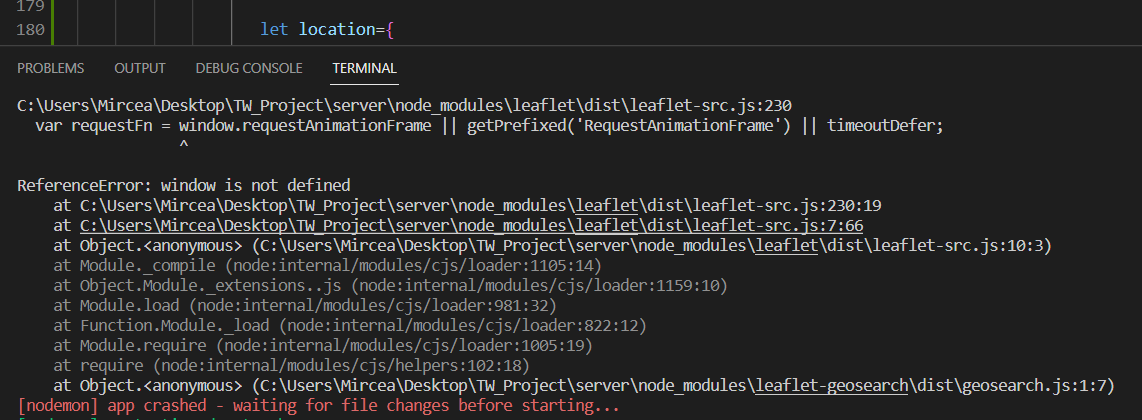 179
180 let location={
PROBLEMS OUTPUT DEBUG CONSOLE TERMINAL
C:\Users\Mircea\Desktop\TW_Project\server\node_modules\leaflet\dist\leaflet-src.js:230
var requestFn = window.requestAnimationFrame || getPrefixed('RequestAnimationFrame') || timeoutDefer;
^
ReferenceError: window is not defined
at C:\Users\Mircea\Desktop\TW_Project\server\node_modules\leaflet\dist\leaflet-src.js:230:19
at C:\Users\Mircea\Desktop\TW_Project\server\node_modules\leaflet\dist\leaflet-src.js:7:66
at Object.<anonymous> (C:\Users\Mircea\Desktop\TW_Project\server\node_modules\leaflet\dist\leaflet-src.js:10:3)
at Module._compile (node:internal/modules/cjs/loader:1105:14)
at Object.Module._extensions..js (node:internal/modules/cjs/loader:1159:10)
at Module.load (node:internal/modules/cjs/loader:981:32)
at Function.Module._load (node:internal/modules/cjs/loader:822:12)
at Module.require (node:internal/modules/cjs/loader:1005:19)
at require (node:internal/modules/cjs/helpers:102:18)
at Object.<anonymous> (C:\Users\Mircea\Desktop\TW_Project\server\node_modules\leaflet-geosearch\dist\geosearch.js:1:7)
[nodemon] app crashed - waiting for file changes before starting...